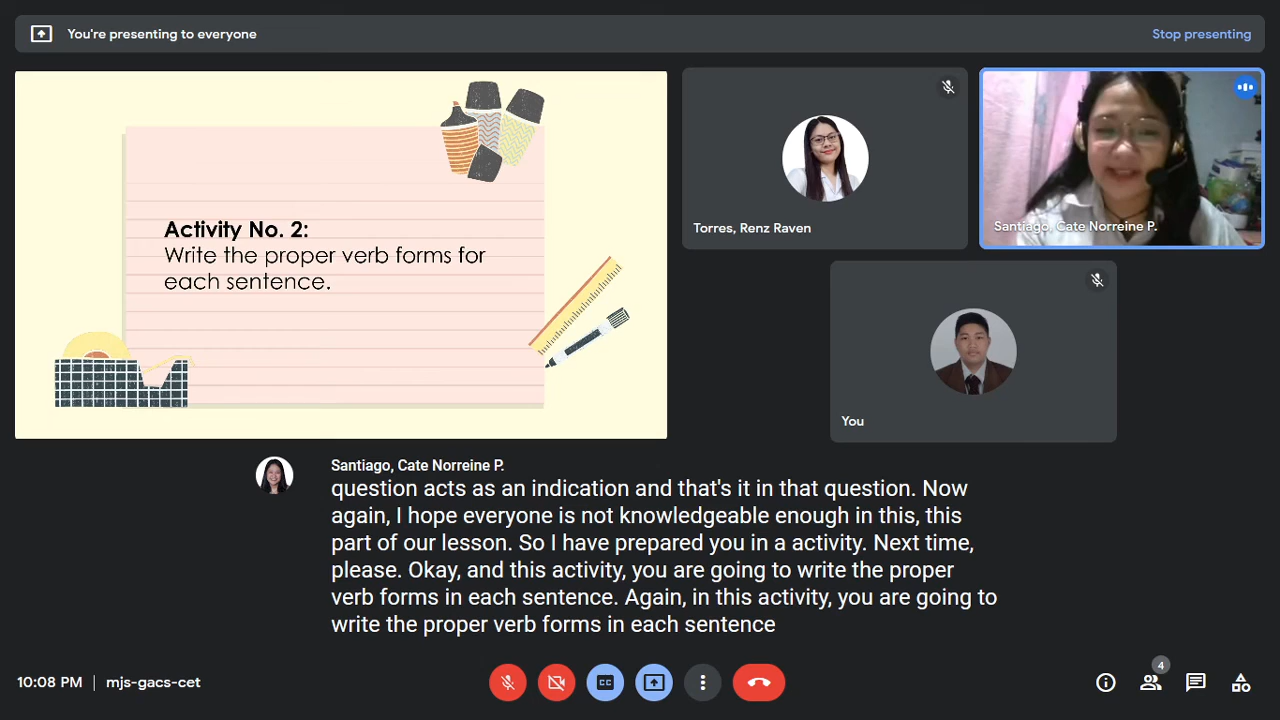 You're presenting to everyone
Stop presenting
Activity No. 2:
Write the proper verb forms for
each sentence.
Torres, Renz Raven
Santiago, Cate Norreine P.
You
Santiago, Cate Norreine P.
question acts as an indication and that's it in that question. Now
again, I hope everyone is not knowledgeable enough in this, this
part of our lesson. So I have prepared you in a activity. Next time,
please. Okay, and this activity, you are going to write the proper
verb forms in each sentence. Again, in this activity, you are going to
write the proper verb forms in each sentence
10:08 PM | mjs-gacs-cet
CC
4